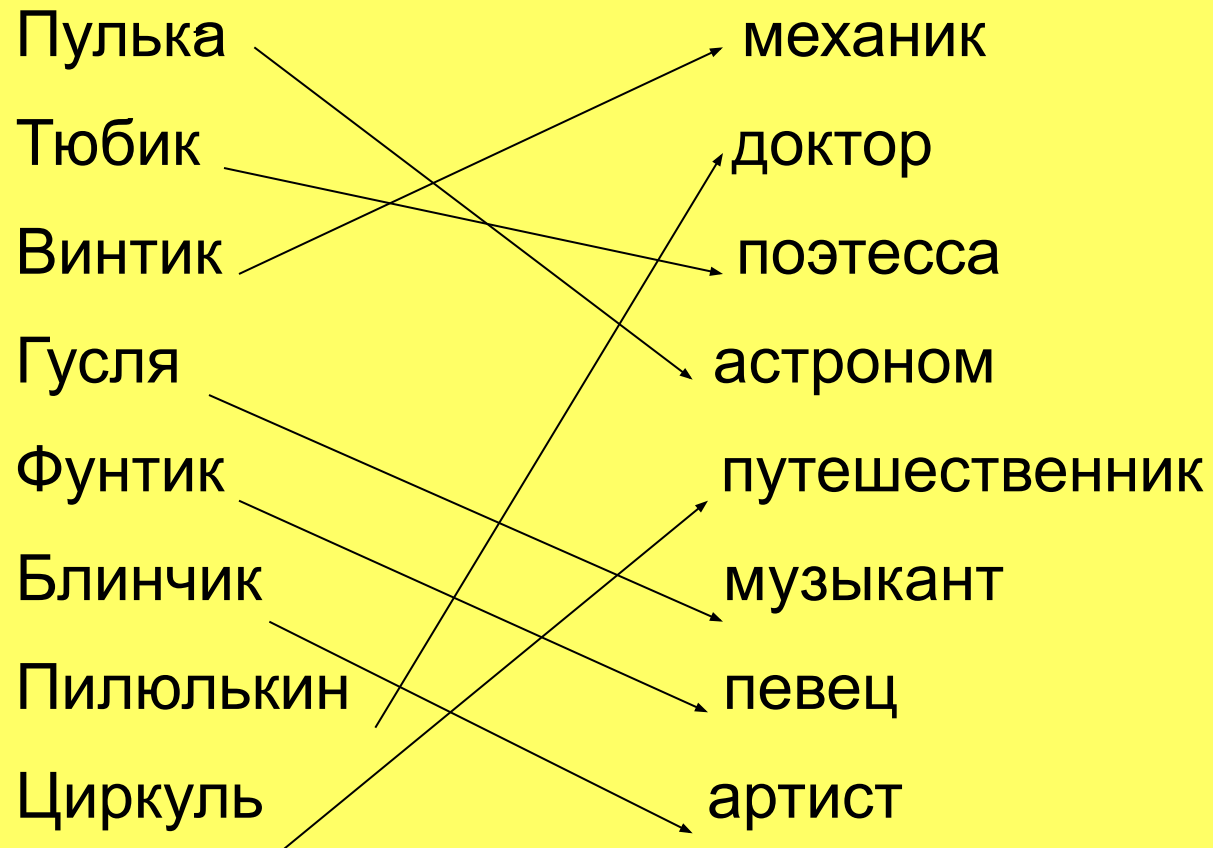 Пулька механик
Тюбик доктор
Винтик поэтесса
Гусля астроном
Фунтик путешественник
Блинчик музыкант
Пилюлькин певец
Циркуль артист